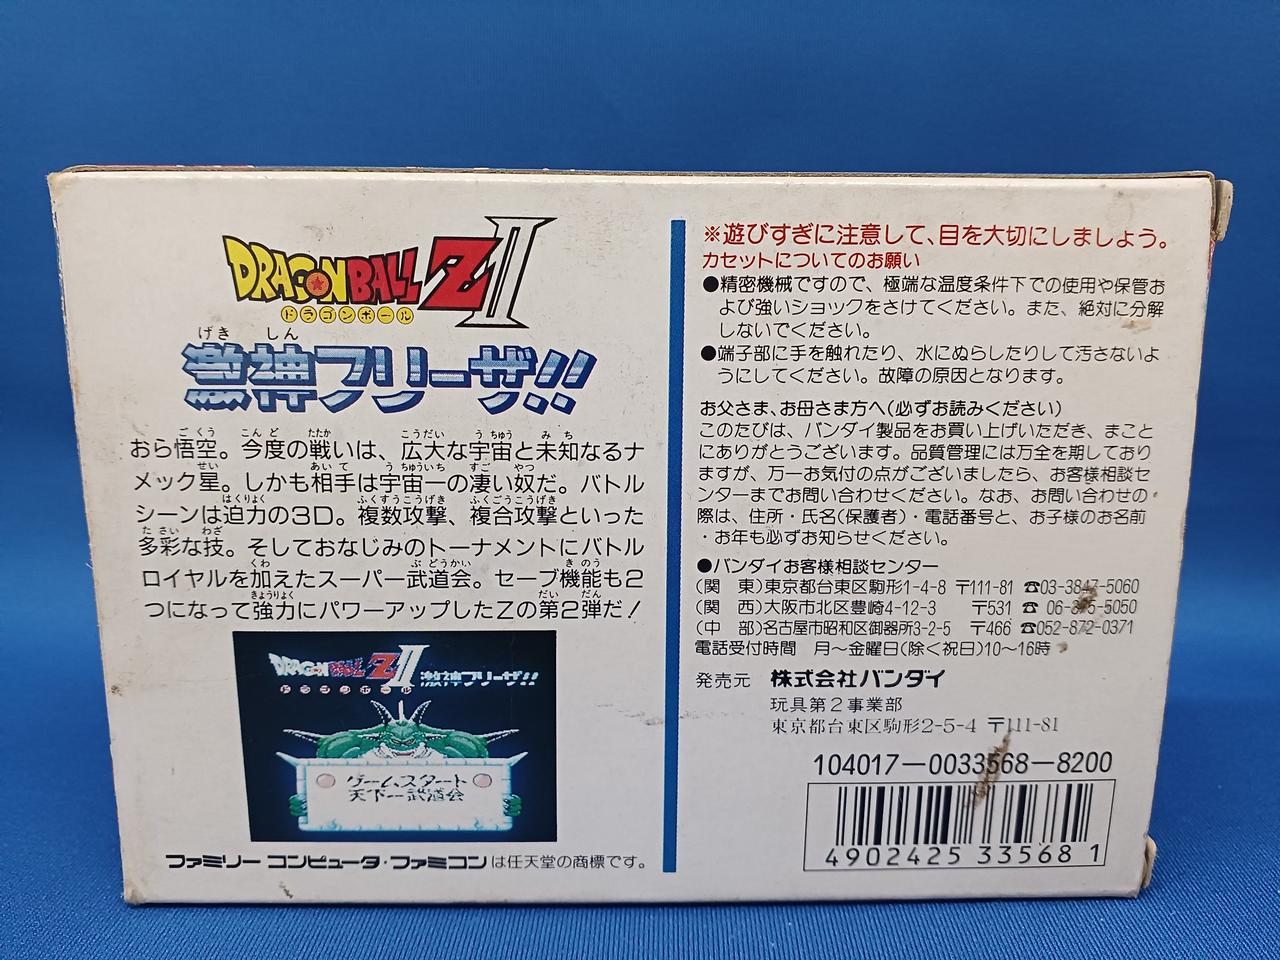 DRAGON BALL Z II
ドラゴンボール
げき しん
激神フリーザ!!
おら悟空。今度の戦いは、広大な宇宙と未知なるナ
メック星。しかも相手は宇宙一の凄い奴だ。バトル
シーンは迫力の3D。複数攻撃、複合攻撃といった
多彩な技。そしておなじみのトーナメントにバトル
ロイヤルを加えたスーパー武道会。セーブ機能も2
つになって強力にパワーアップしたZの第2弾だ!
DRAGON BALL Z II
ドラゴンボール 激神フリーザ!!
ゲームスタート
天下一武道会
ファミリー コンピュータ・ファミコンは任天堂の商標です。
※遊びすぎに注意して、目を大切にしましょう。
カセットについてのお願い
●精密機械ですので、極端な温度条件下での使用や保管
および強いショックをさけてください。また、絶対に分解
しないでください。
●端子部に手を触れたり、水にぬらしたりして汚さないよ
うにしてください。故障の原因となります。
お父さま、お母さま方へ(必ずお読みください)
このたびは、バンダイ製品をお買い上げいただき、まこと
にありがとうございます。品質管理には万全を期しており
ますが、万一お気付の点がございましたら、お客様相談セ
ンターまでお問い合わせください。なお、お問い合わせの
際は、住所・氏名(保護者)・電話番号と、お子様のお名前
・お年も必ずお知らせください。
●バンダイお客様相談センター
(関 東)東京都台東区駒形1-4-8 〒111-81 ☎03-3847-5060
(関 西)大阪市北区豊崎4-12-3 〒531 ☎06-375-5050
(中 部)名古屋市昭和区御器所3-2-5 〒466 ☎052-872-0371
電話受付時間 月～金曜日(除く祝日)10～16時
発売元 株式会社バンダイ
玩具第2事業部
東京都台東区駒形2-5-4 〒111-81
104017-0033568-8200
4902425335681